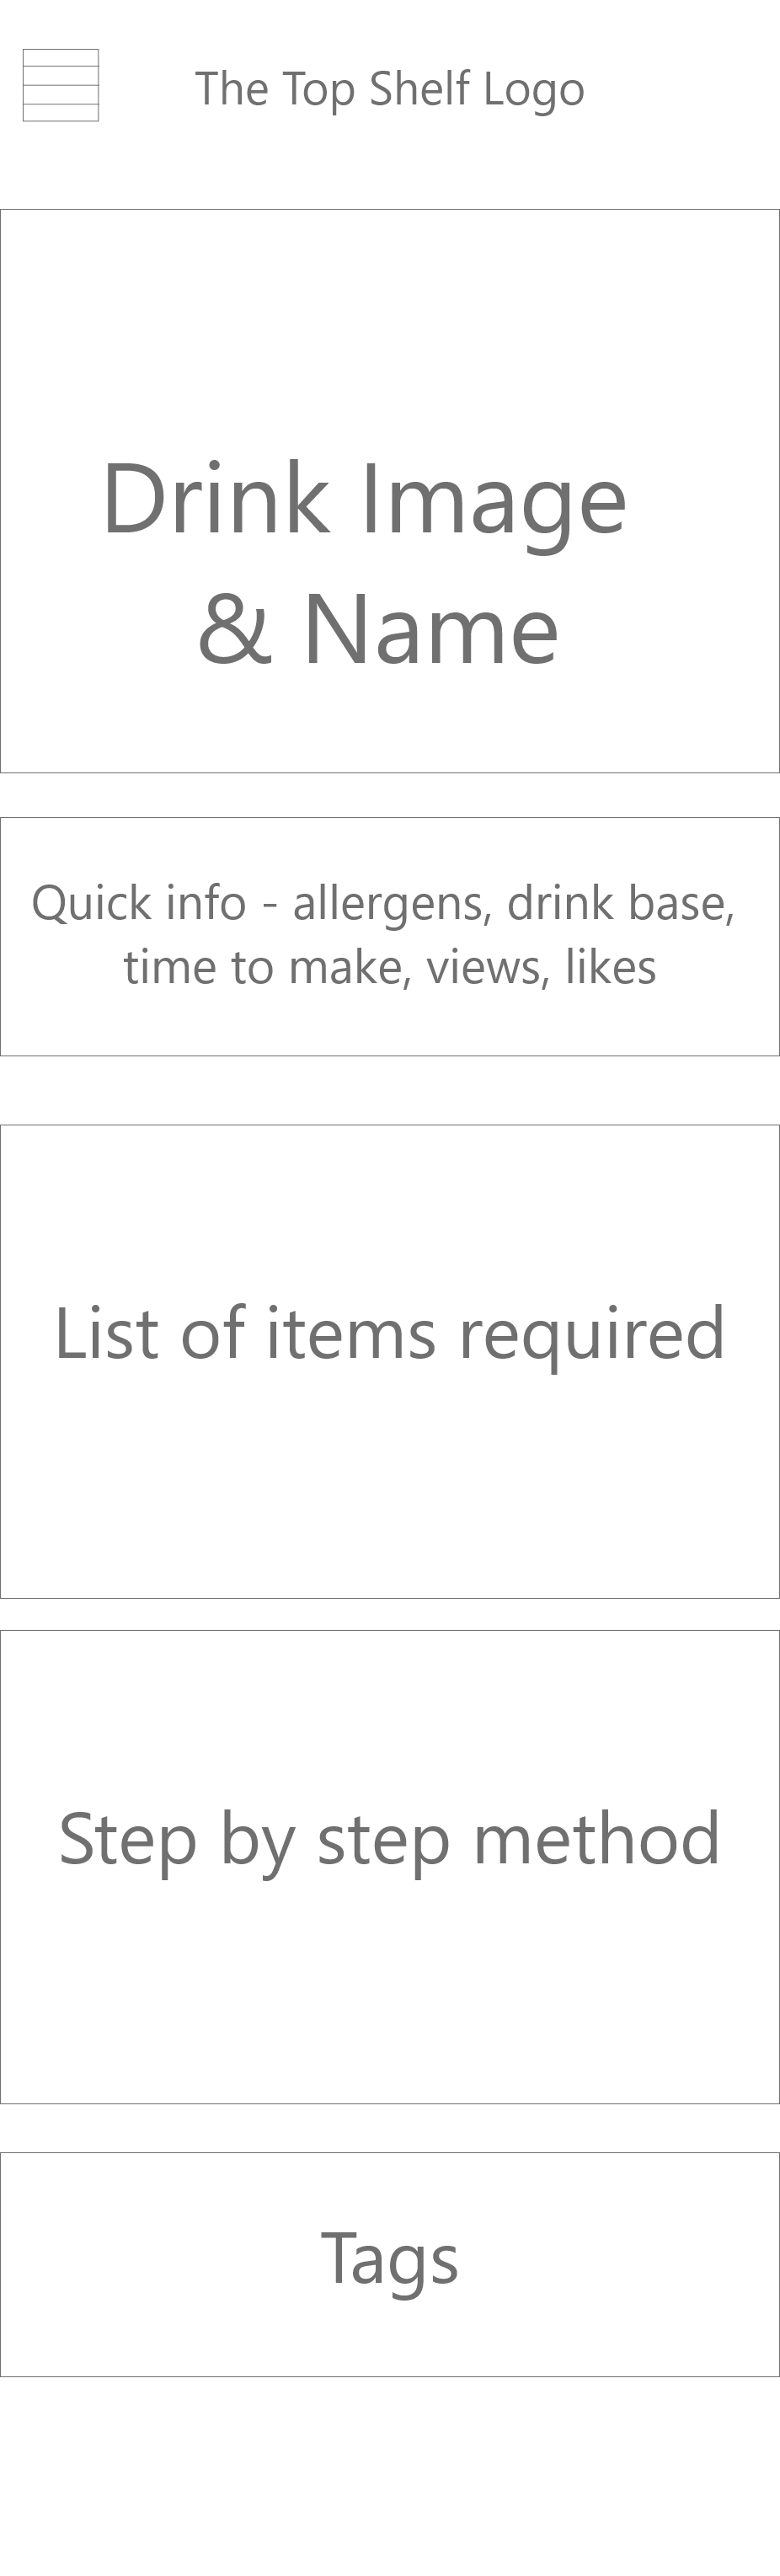 The Top Shelf Logo
Drink Image
& Name
Quick info - allergens, drink base,
time to make, views, likes
List of items required
Step by step method
Tags